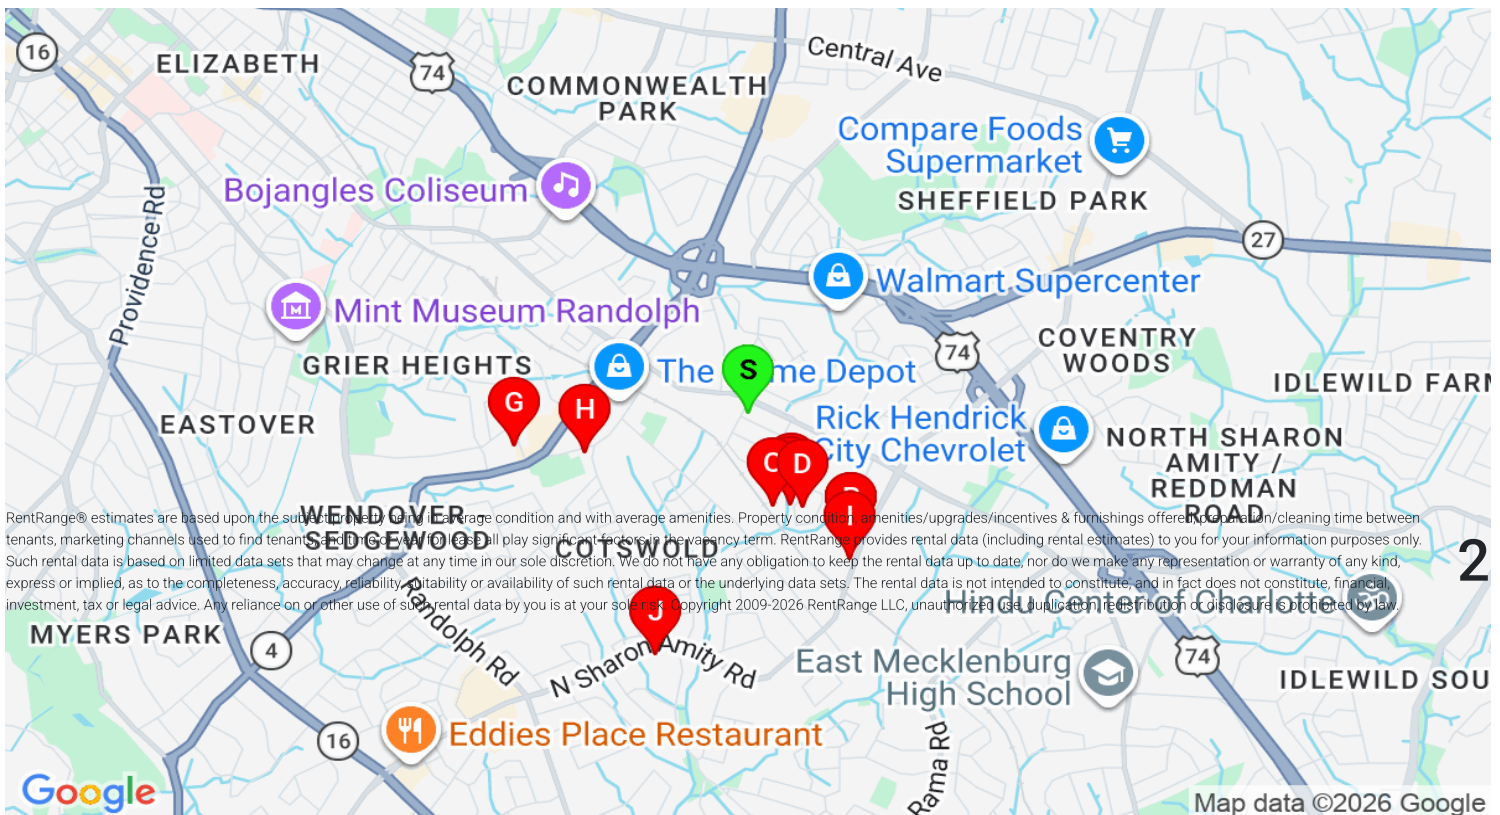 16
ELIZABETH
74
COMMONWEALTH
PARK
Central Ave
Compare Foods
Supermarket
SHEFFIELD PARK
Bojangles Coliseum
Providence Rd
27
Walmart Supercenter
Mint Museum Randolph
COVENTRY
WOODS
74
GRIER HEIGHTS
The
S
me Depot
IDLEWILD FARM
G
H
EASTOVER
Rick Hendrick
City Chevrolet
NORTH SHARON
AMITY /
REDDMAN
ROAD
C
D
I
WENDOVER -
SEDGEWOOD
COTSWOLD
RentRange® estimates are based upon the subject property being in average condition and with average amenities. Property condition, amenities/upgrades/incentives & furnishings offered, preparation/cleaning time between
tenants, marketing channels used to find tenants, and time of year for lease all play significant factors in the vacancy term. RentRange provides rental data (including rental estimates) to you for your information purposes only.
Such rental data is based on limited data sets that may change at any time in our sole discretion. We do not have any obligation to keep the rental data up to date, nor do we make any representation or warranty of any kind,
express or implied, as to the completeness, accuracy, reliability, suitability or availability of such rental data or the underlying data sets. The rental data is not intended to constitute, and in fact does not constitute, financial,
investment, tax or legal advice. Any reliance on or other use of such rental data by you is at your sole risk. Copyright 2009-2026 RentRange LLC, unauthorized use, duplication, redistribution or disclosure is prohibited by law.
2
Hindu Center of Charlotte
J
MYERS PARK
4
Randolph Rd
N Sharon Amity Rd
East Mecklenburg
High School
74
IDLEWILD SOU
16
Eddies Place Restaurant
Rama Rd
Google
Map data ©2026 Google